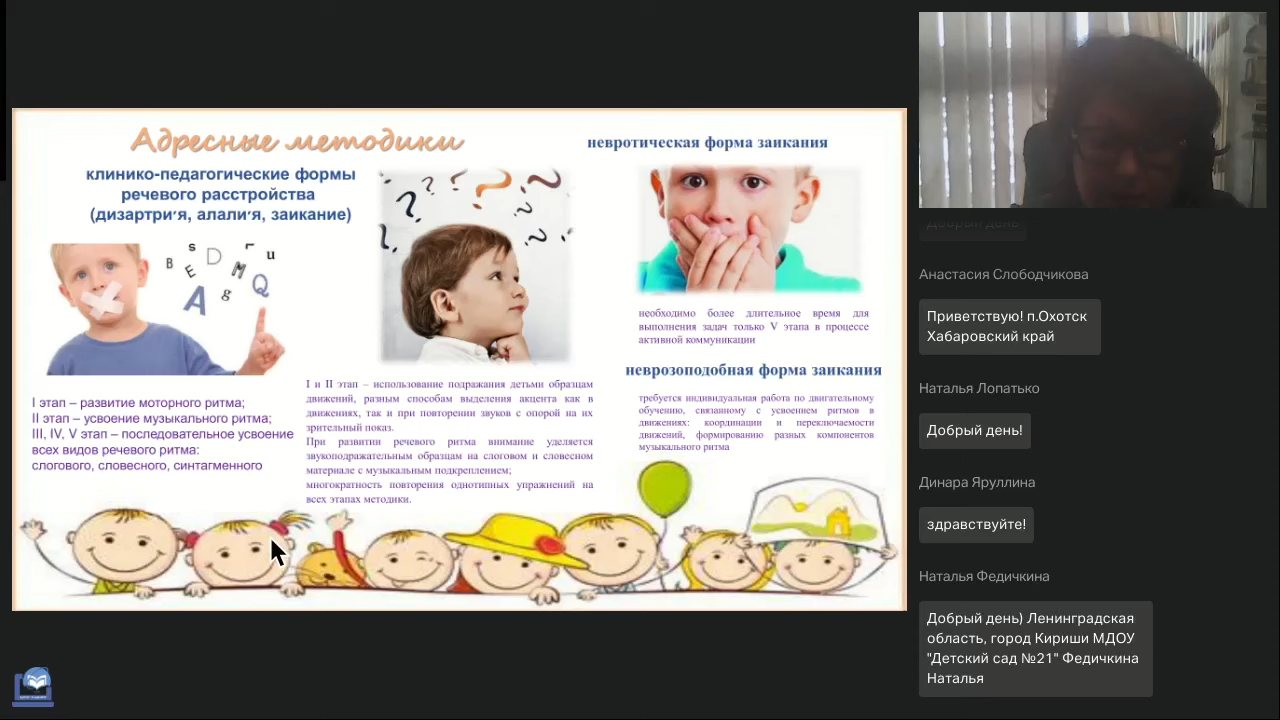 Адресные методики
клинико-педагогические формы
речевого расстройства
(дизартри′я, алали′я, заикание)
s
D
г
u
B
E
M
A
g
Q
I этап – развитие моторного ритма;
II этап – усвоение музыкального ритма;
III, IV, V этап – последовательное усвоение
всех видов речевого ритма:
слогового, словесного, синтагменного
I и II этап – использование подражания детьми образцам
движений, разным способам выделения акцента как в
движениях, так и при повторении звуков с опорой на их
зрительный показ.
При развитии речевого ритма внимание уделяется
звукоподражательным образцам на слоговом и словесном
материале с музыкальным подкреплением;
многократность повторения однотипных упражнений на
всех этапах методики.
невротическая форма заикания
необходимо более длительное время для
выполнения задач только V этапа в процессе
активной коммуникации
неврозоподобная форма заикания
требуется индивидуальная работа по двигательному
обучению, связанному с усвоением ритмов в
движениях: координации и переключаемости
движений, формированию разных компонентов
музыкального ритма
Добрый день
Анастасия Слободчикова
Приветствую! п.Охотск
Хабаровский край
Наталья Лопатько
Добрый день!
Динара Яруллина
здравствуйте!
Наталья Федичкина
Добрый день) Ленинградская
область, город Кириши МДОУ
"Детский сад №21" Федичкина
Наталья